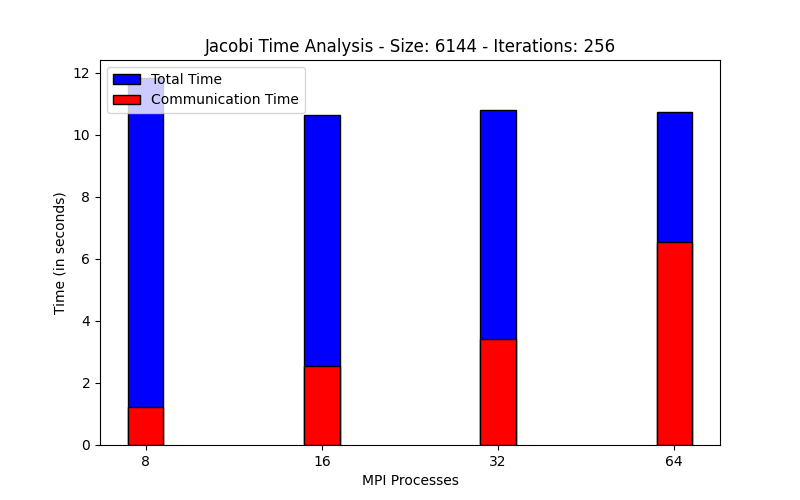 Jacobi Time Analysis - Size: 6144 - Iterations: 256
Total Time
Communication Time
12
10
8
6
4
2
0
Time (in seconds)
8 16 32 64
MPI Processes